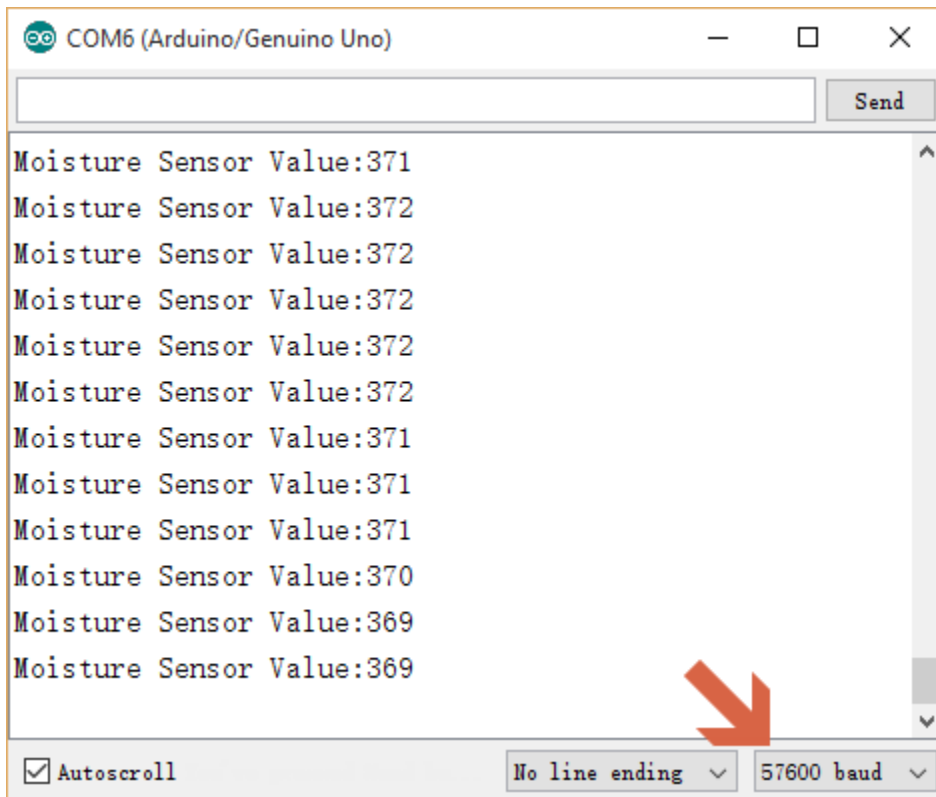 COM6 (Arduino/Genuino Uno)
Send
Moisture Sensor Value:371
Moisture Sensor Value:372
Moisture Sensor Value:372
Moisture Sensor Value:372
Moisture Sensor Value:372
Moisture Sensor Value:372
Moisture Sensor Value:371
Moisture Sensor Value:371
Moisture Sensor Value:371
Moisture Sensor Value:370
Moisture Sensor Value:369
Moisture Sensor Value:369
Autoscroll No line ending 57600 baud